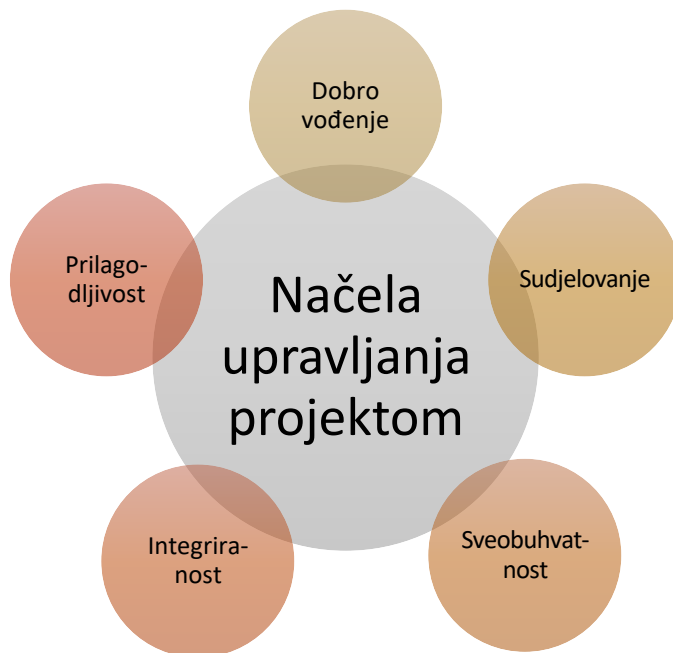 Dobro
vođenje
Prilago-
dljivost
Sudjelovanje
Načela
upravljanja
projektom
Integrira-
nost
Sveobuhvat-
nost